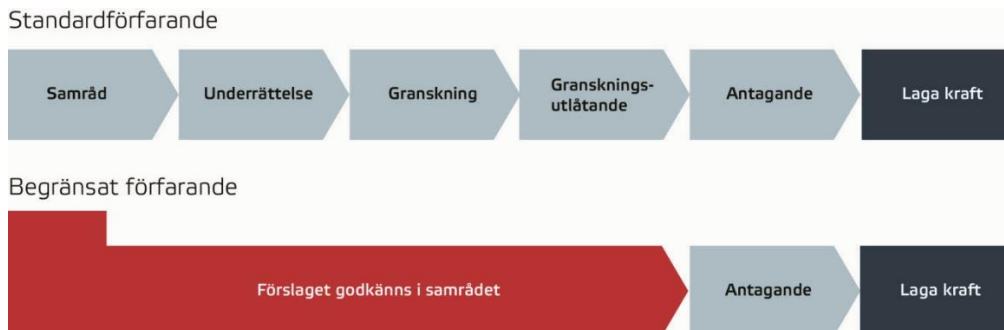 Standardförfarande
Samråd
Underrättelse
Granskning
Gransknings-
utlåtande
Antagande
Laga kraft
Begränsat förfarande
Förslaget godkänns i samrådet
Antagande
Laga kraft